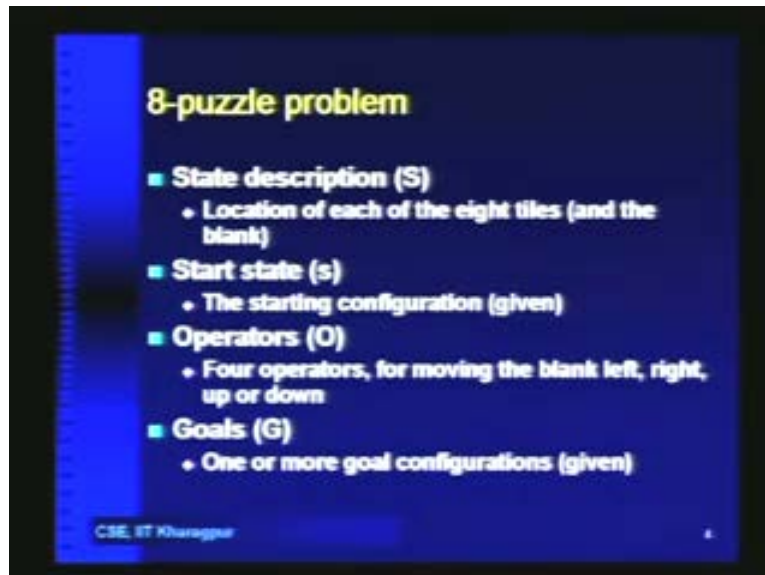 8-puzzle problem
State description (S)
Location of each of the eight tiles (and the
blank)
Start state (s)
The starting configuration (given)
Operators (O)
Four operators, for moving the blank left, right,
up or down
Goals (G)
One or more goal configurations (given)
CSE, IIT Kharagpur